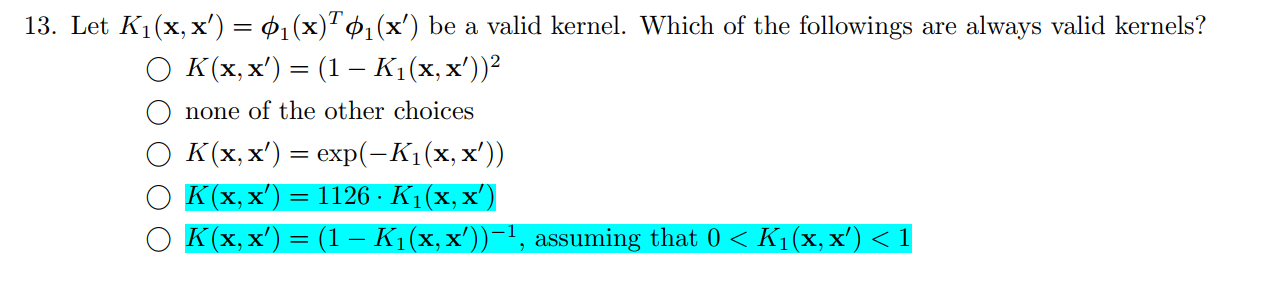 13. Let K₁(𝐱, 𝐱′) = ϕ₁(𝐱)ᵀϕ₁(𝐱′) be a valid kernel. Which of the followings are always valid kernels?
K(𝐱, 𝐱′) = (1 − K₁(𝐱, 𝐱′))²
none of the other choices
K(𝐱, 𝐱′) = exp(−K₁(𝐱, 𝐱′))
K(𝐱, 𝐱′) = 1126 · K₁(𝐱, 𝐱′)
K(𝐱, 𝐱′) = (1 − K₁(𝐱, 𝐱′))⁻¹, assuming that 0 < K₁(𝐱, 𝐱′) < 1